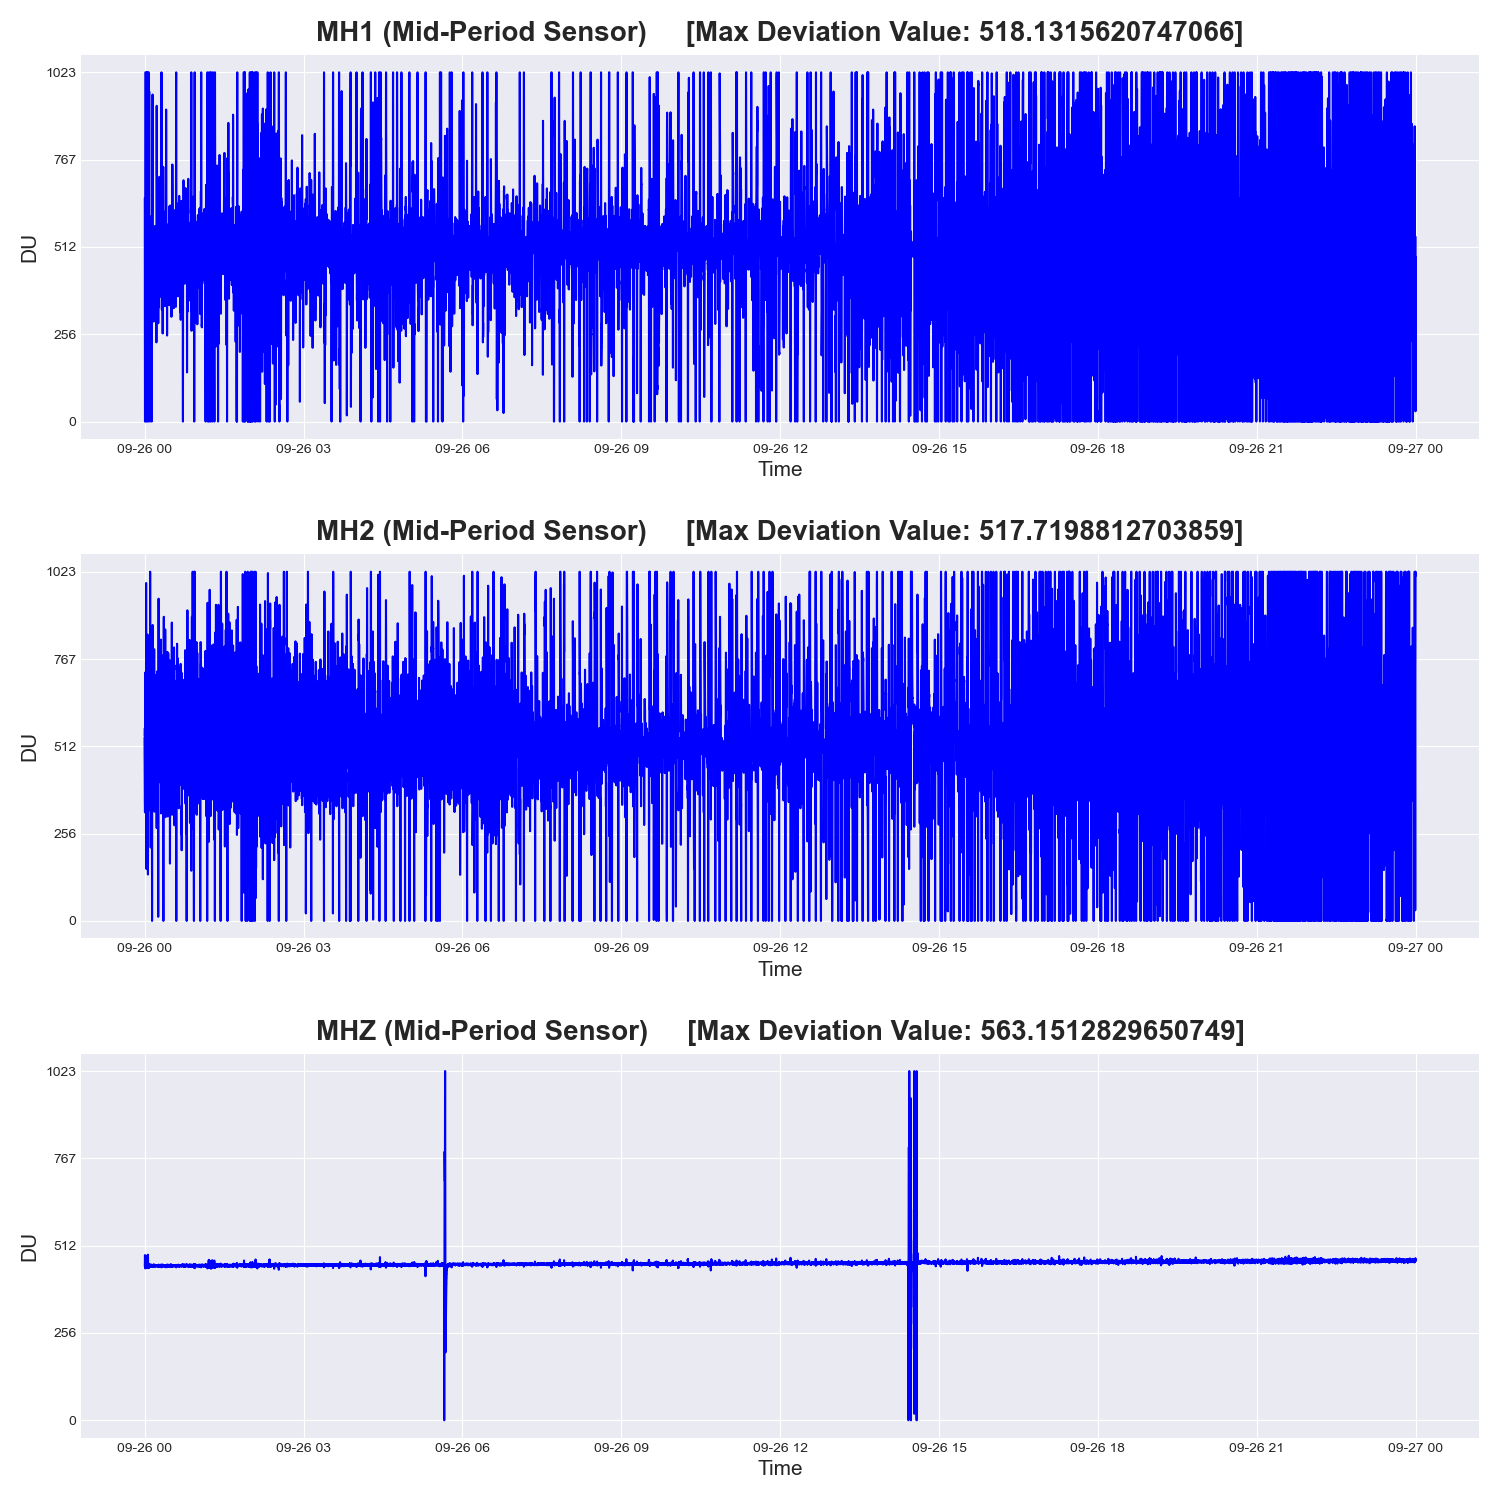 MH1 (Mid-Period Sensor) [Max Deviation Value: 518.1315620747066]
DU
1023
767
512
256
0
09-26 00 09-26 03 09-26 06 09-26 09 09-26 12 09-26 15 09-26 18 09-26 21 09-27 00
Time
MH2 (Mid-Period Sensor) [Max Deviation Value: 517.7198812703859]
DU
1023
767
512
256
0
09-26 00 09-26 03 09-26 06 09-26 09 09-26 12 09-26 15 09-26 18 09-26 21 09-27 00
Time
MHZ (Mid-Period Sensor) [Max Deviation Value: 563.1512829650749]
DU
1023
767
512
256
0
09-26 00 09-26 03 09-26 06 09-26 09 09-26 12 09-26 15 09-26 18 09-26 21 09-27 00
Time